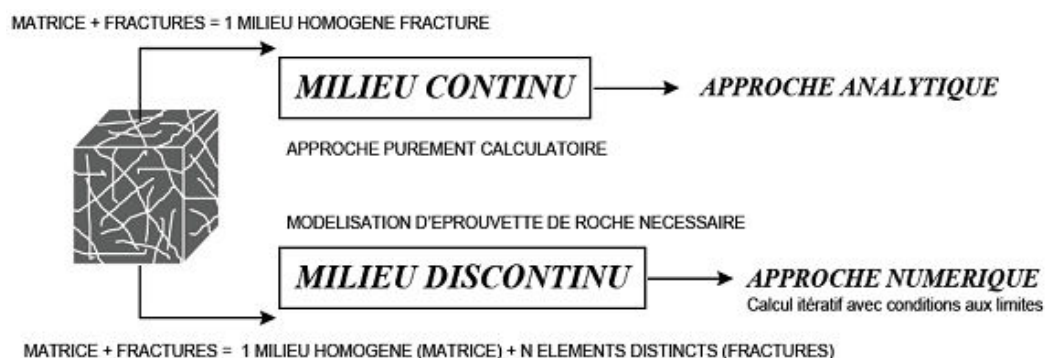 MATRICE + FRACTURES = 1 MILIEU HOMOGENE FRACTURE
MILIEU CONTINU
APPROCHE ANALYTIQUE
APPROCHE PUREMENT CALCULATOIRE
MODELISATION D'EPROUVETTE DE ROCHE NECESSAIRE
MILIEU DISCONTINU
APPROCHE NUMERIQUE
Calcul itératif avec conditions aux limites
MATRICE + FRACTURES = 1 MILIEU HOMOGENE (MATRICE) + N ELEMENTS DISTINCTS (FRACTURES)